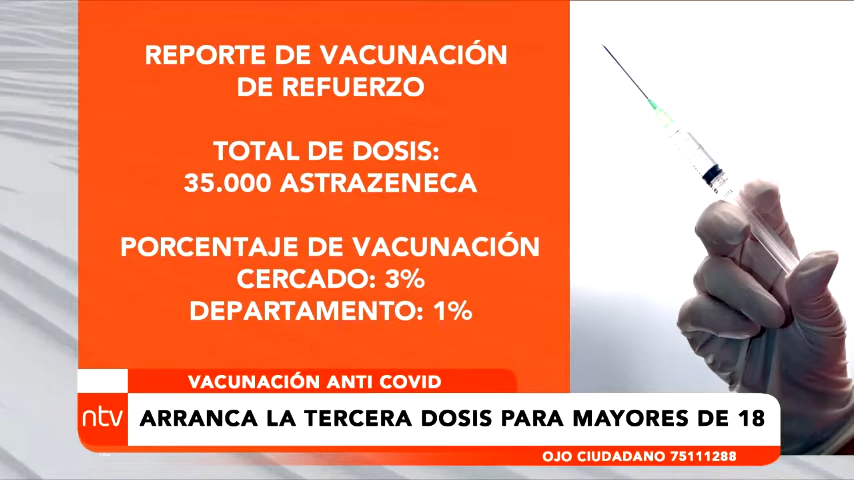 REPORTE DE VACUNACIÓN
DE REFUERZO
TOTAL DE DOSIS:
35.000 ASTRAZENECA
PORCENTAJE DE VACUNACIÓN
CERCADO: 3%
DEPARTAMENTO: 1%
VACUNACIÓN ANTI COVID
ntv
ARRANCA LA TERCERA DOSIS PARA MAYORES DE 18
OJO CIUDADANO 75111288